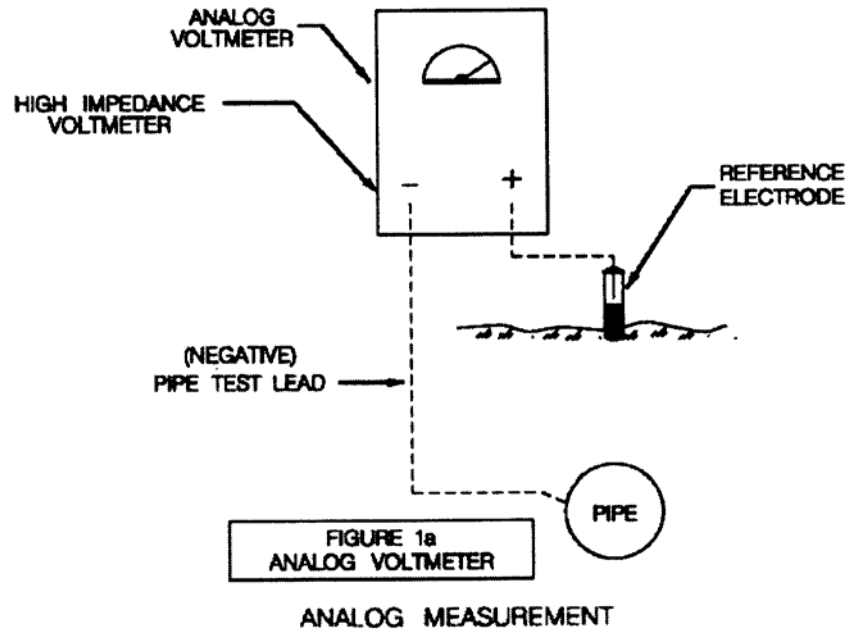 ANALOG
VOLTMETER
HIGH IMPEDANCE
VOLTMETER
- +
REFERENCE
ELECTRODE
(NEGATIVE)
PIPE TEST LEAD
PIPE
FIGURE 1a
ANALOG VOLTMETER
ANALOG MEASUREMENT